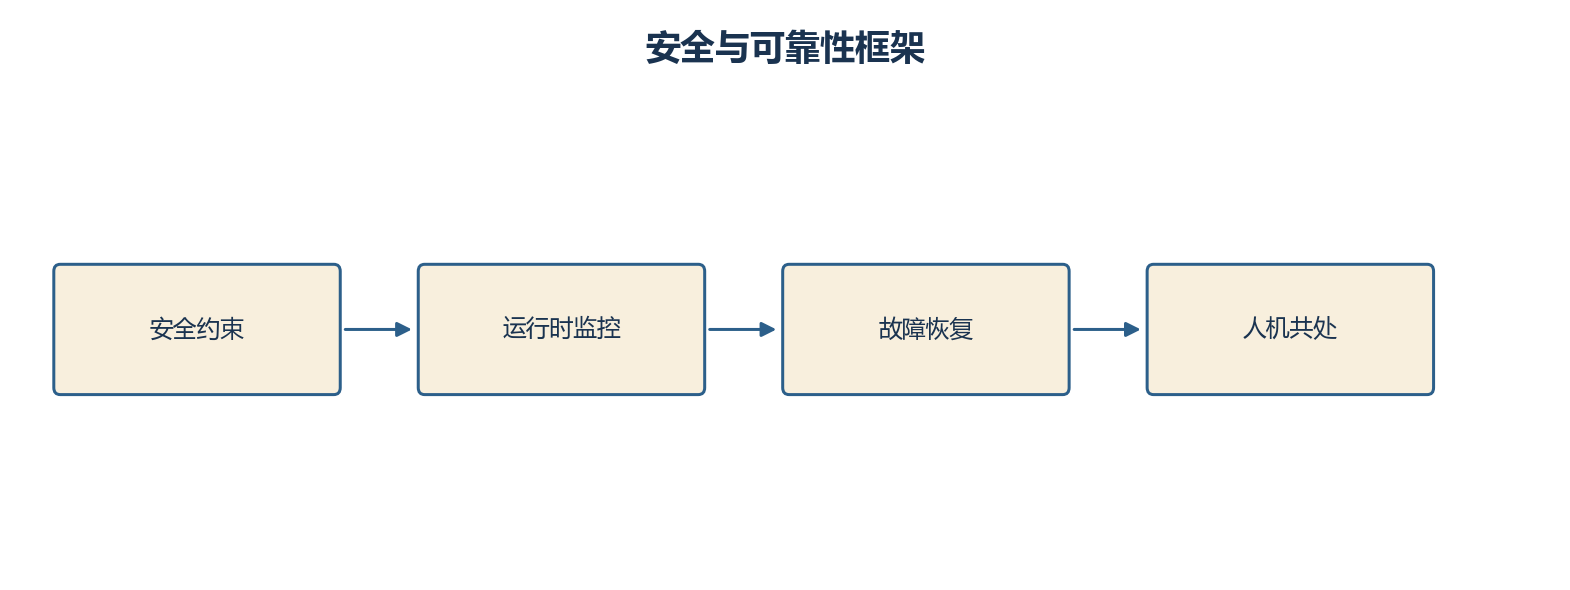 安全与可靠性框架
安全约束
运行时监控
故障恢复
人机共处